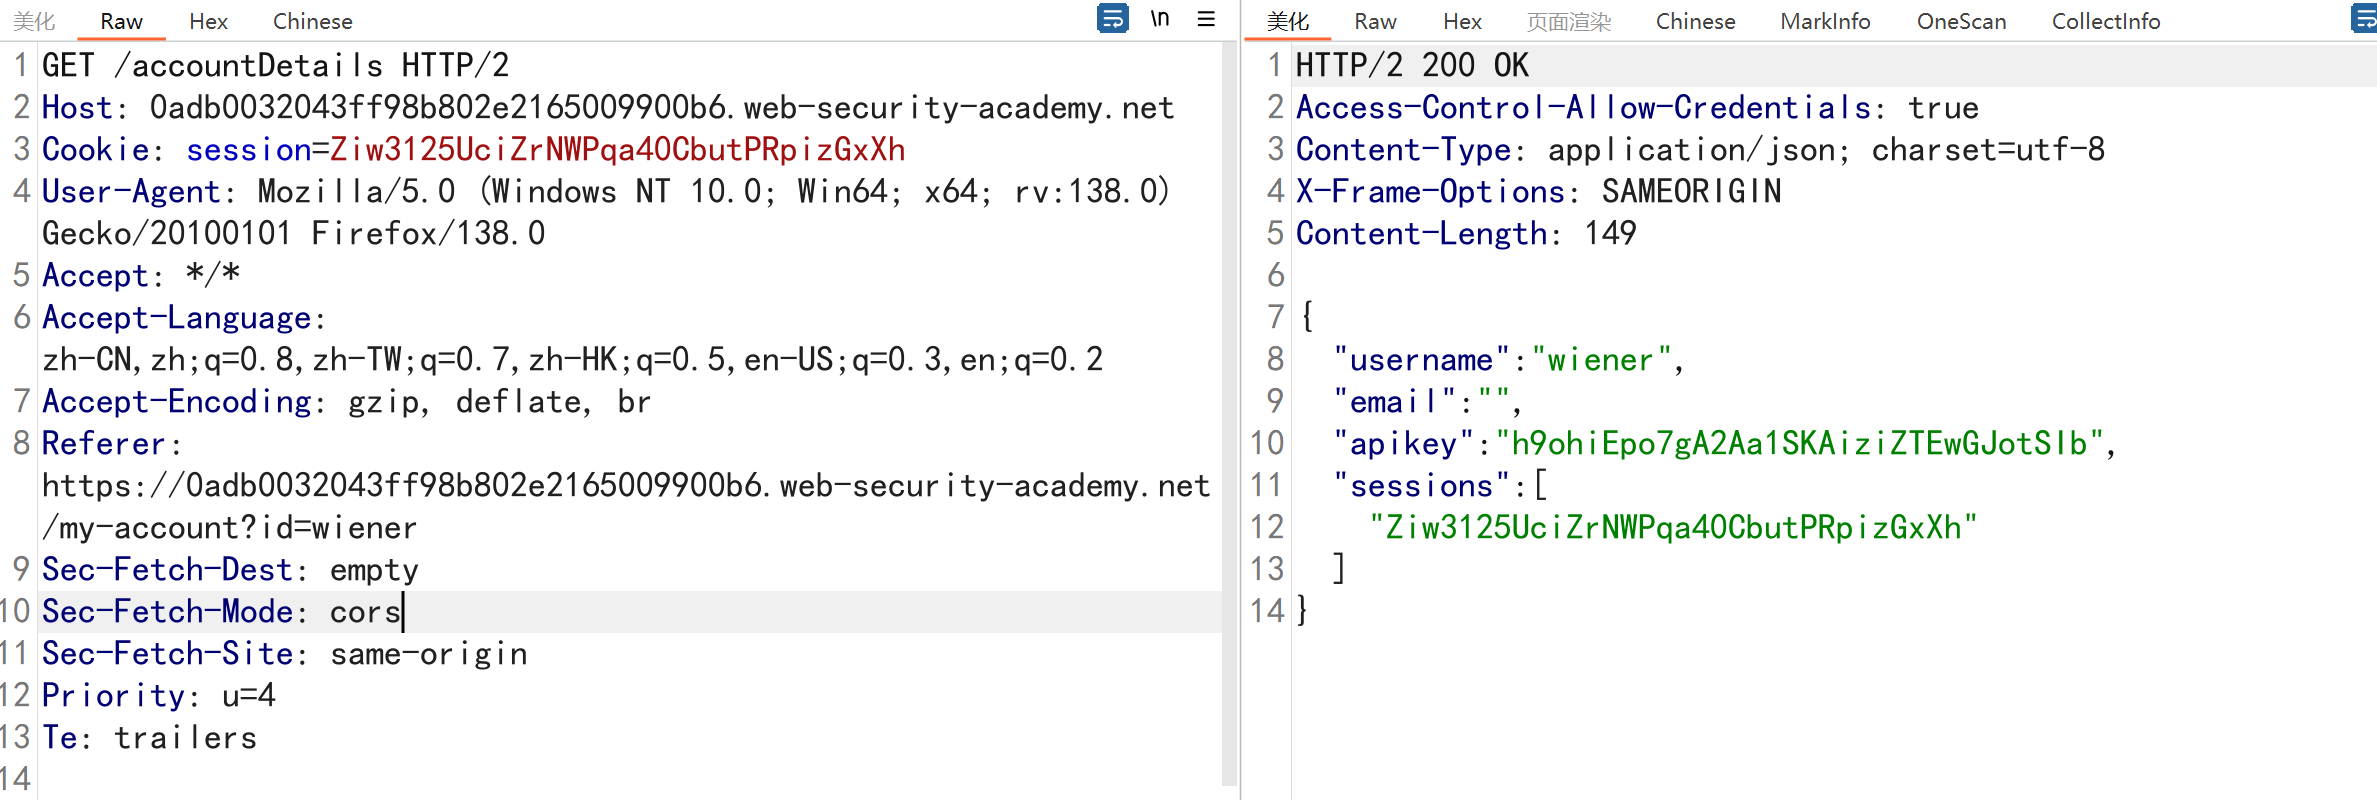 美化 Raw Hex Chinese \n
1 GET /accountDetails HTTP/2
2 Host: 0adb0032043ff98b802e2165009900b6.web-security-academy.net
3 Cookie: session=Ziw3125UciZrNWPqa40CbutPRpizGxXh
4 User-Agent: Mozilla/5.0 (Windows NT 10.0; Win64; x64; rv:138.0)
Gecko/20100101 Firefox/138.0
5 Accept: */*
6 Accept-Language:
zh-CN,zh;q=0.8,zh-TW;q=0.7,zh-HK;q=0.5,en-US;q=0.3,en;q=0.2
7 Accept-Encoding: gzip, deflate, br
8 Referer:
https://0adb0032043ff98b802e2165009900b6.web-security-academy.net
/my-account?id=wiener
9 Sec-Fetch-Dest: empty
10 Sec-Fetch-Mode: cors
11 Sec-Fetch-Site: same-origin
12 Priority: u=4
13 Te: trailers
14
美化 Raw Hex 页面渲染 Chinese MarkInfo OneScan CollectInfo
1 HTTP/2 200 OK
2 Access-Control-Allow-Credentials: true
3 Content-Type: application/json; charset=utf-8
4 X-Frame-Options: SAMEORIGIN
5 Content-Length: 149
6
7 {
8 "username":"wiener",
9 "email":"",
10 "apikey":"h9ohiEpo7gA2Aa1SKAiziZTEwGJotSIb",
11 "sessions":[
12 "Ziw3125UciZrNWPqa40CbutPRpizGxXh"
13 ]
14 }